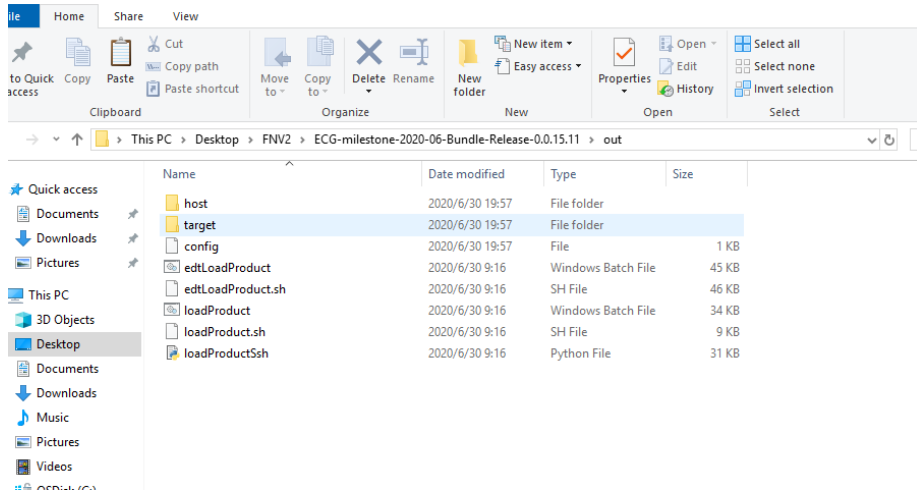 ile Home Share View
to Quick access
Copy
Paste
Cut
Copy path
Paste shortcut
Clipboard
Move to
Copy to
Delete
Rename
Organize
New folder
New item
Easy access
New
Properties
Open
Edit
History
Open
Select all
Select none
Invert selection
Select
This PC > Desktop > FNV2 > ECG-milestone-2020-06-Bundle-Release-0.0.15.11 > out
Quick access
Documents
Downloads
Pictures
This PC
3D Objects
Desktop
Documents
Downloads
Music
Pictures
Videos
OSDisk (C:)
Name Date modified Type Size
host 2020/6/30 19:57 File folder
target 2020/6/30 19:57 File folder
config 2020/6/30 19:57 File 1 KB
edtLoadProduct 2020/6/30 9:16 Windows Batch File 45 KB
edtLoadProduct.sh 2020/6/30 9:16 SH File 46 KB
loadProduct 2020/6/30 9:16 Windows Batch File 34 KB
loadProduct.sh 2020/6/30 9:16 SH File 9 KB
loadProductSsh 2020/6/30 9:16 Python File 31 KB